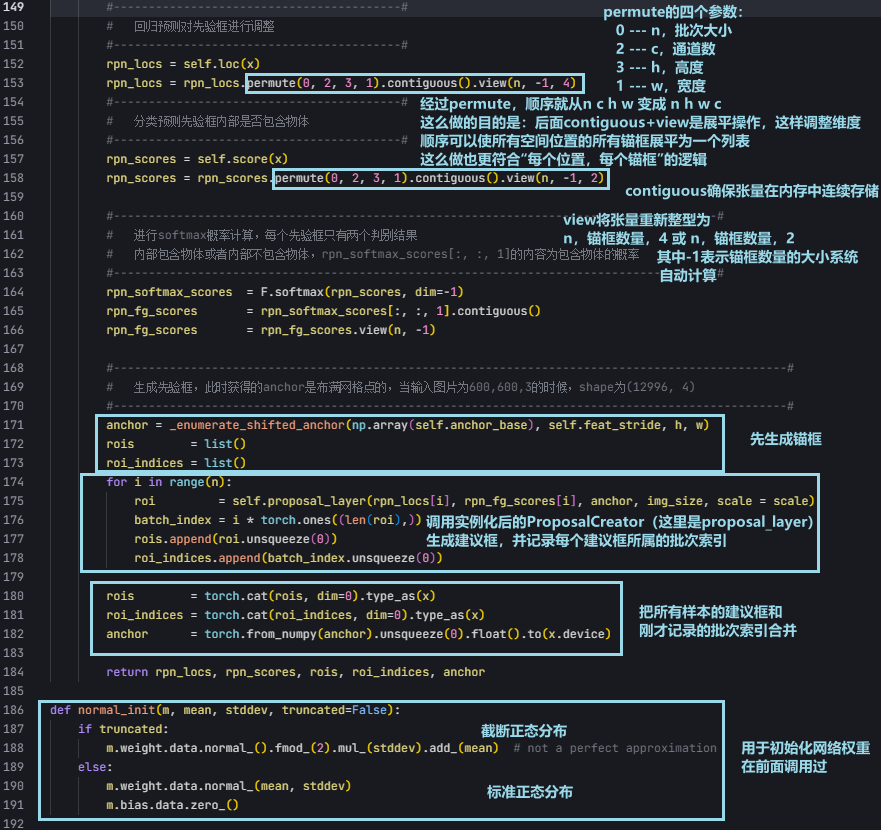 149 #---------------------------------------#
150 # 回归预测对先验框进行调整
151 #---------------------------------------#
152 rpn_locs = self.loc(x)
153 rpn_locs = rpn_locs.permute(0, 2, 3, 1).contiguous().view(n, -1, 4)
154 #---------------------------------------#
155 # 分类预测先验框内部是否包含物体
156 #---------------------------------------#
157 rpn_scores = self.score(x)
158 rpn_scores = rpn_scores.permute(0, 2, 3, 1).contiguous().view(n, -1, 2)
159
160 #--------------------------------------------------------------------------------------#
161 # 进行softmax概率计算，每个先验框只有两个判别结果
162 # 内部包含物体或者内部不包含物体，rpn_softmax_scores[:, :, 1]的内容为包含物体的概率
163 #--------------------------------------------------------------------------------------#
164 rpn_softmax_scores = F.softmax(rpn_scores, dim=-1)
165 rpn_fg_scores = rpn_softmax_scores[:, :, 1].contiguous()
166 rpn_fg_scores = rpn_fg_scores.view(n, -1)
167
168 #------------------------------------------------------------------------------------------------#
169 # 生成先验框，此时获得的anchor是布满网格点的，当输入图片为600,600,3的时候，shape为(12996, 4)
170 #------------------------------------------------------------------------------------------------#
171 anchor = _enumerate_shifted_anchor(np.array(self.anchor_base), self.feat_stride, h, w)
172 rois = list()
173 roi_indices = list()
174 for i in range(n):
175 roi = self.proposal_layer(rpn_locs[i], rpn_fg_scores[i], anchor, img_size, scale = scale)
176 batch_index = i * torch.ones((len(roi),))
177 rois.append(roi.unsqueeze(0))
178 roi_indices.append(batch_index.unsqueeze(0))
179
180 rois = torch.cat(rois, dim=0).type_as(x)
181 roi_indices = torch.cat(roi_indices, dim=0).type_as(x)
182 anchor = torch.from_numpy(anchor).unsqueeze(0).float().to(x.device)
183
184 return rpn_locs, rpn_scores, rois, roi_indices, anchor
185
186 def normal_init(m, mean, stddev, truncated=False):
187 if truncated:
188 m.weight.data.normal_().fmod_(2).mul_(stddev).add_(mean) # not a perfect approximation
189 else:
190 m.weight.data.normal_(mean, stddev)
191 m.bias.data.zero_()
192
permute的四个参数：
0 --- n，批次大小
2 --- c，通道数
3 --- h，高度
1 --- w，宽度
经过permute，顺序就从n c h w 变成 n h w c
这么做的目的是：后面contiguous+view是展平操作，这样调整维度
顺序可以使所有空间位置的所有锚框展平为一个列表
这么做也更符合“每个位置，每个锚框”的逻辑
contiguous确保张量在内存中连续存储
view将张量重新整型为
n，锚框数量，4 或 n，锚框数量，2
其中-1表示锚框数量的大小系统
自动计算
先生成锚框
调用实例化后的ProposalCreator（这里是proposal_layer)
生成建议框，并记录每个建议框所属的批次索引
把所有样本的建议框和
刚才记录的批次索引合并
截断正态分布
标准正态分布
用于初始化网络权重
在前面调用过